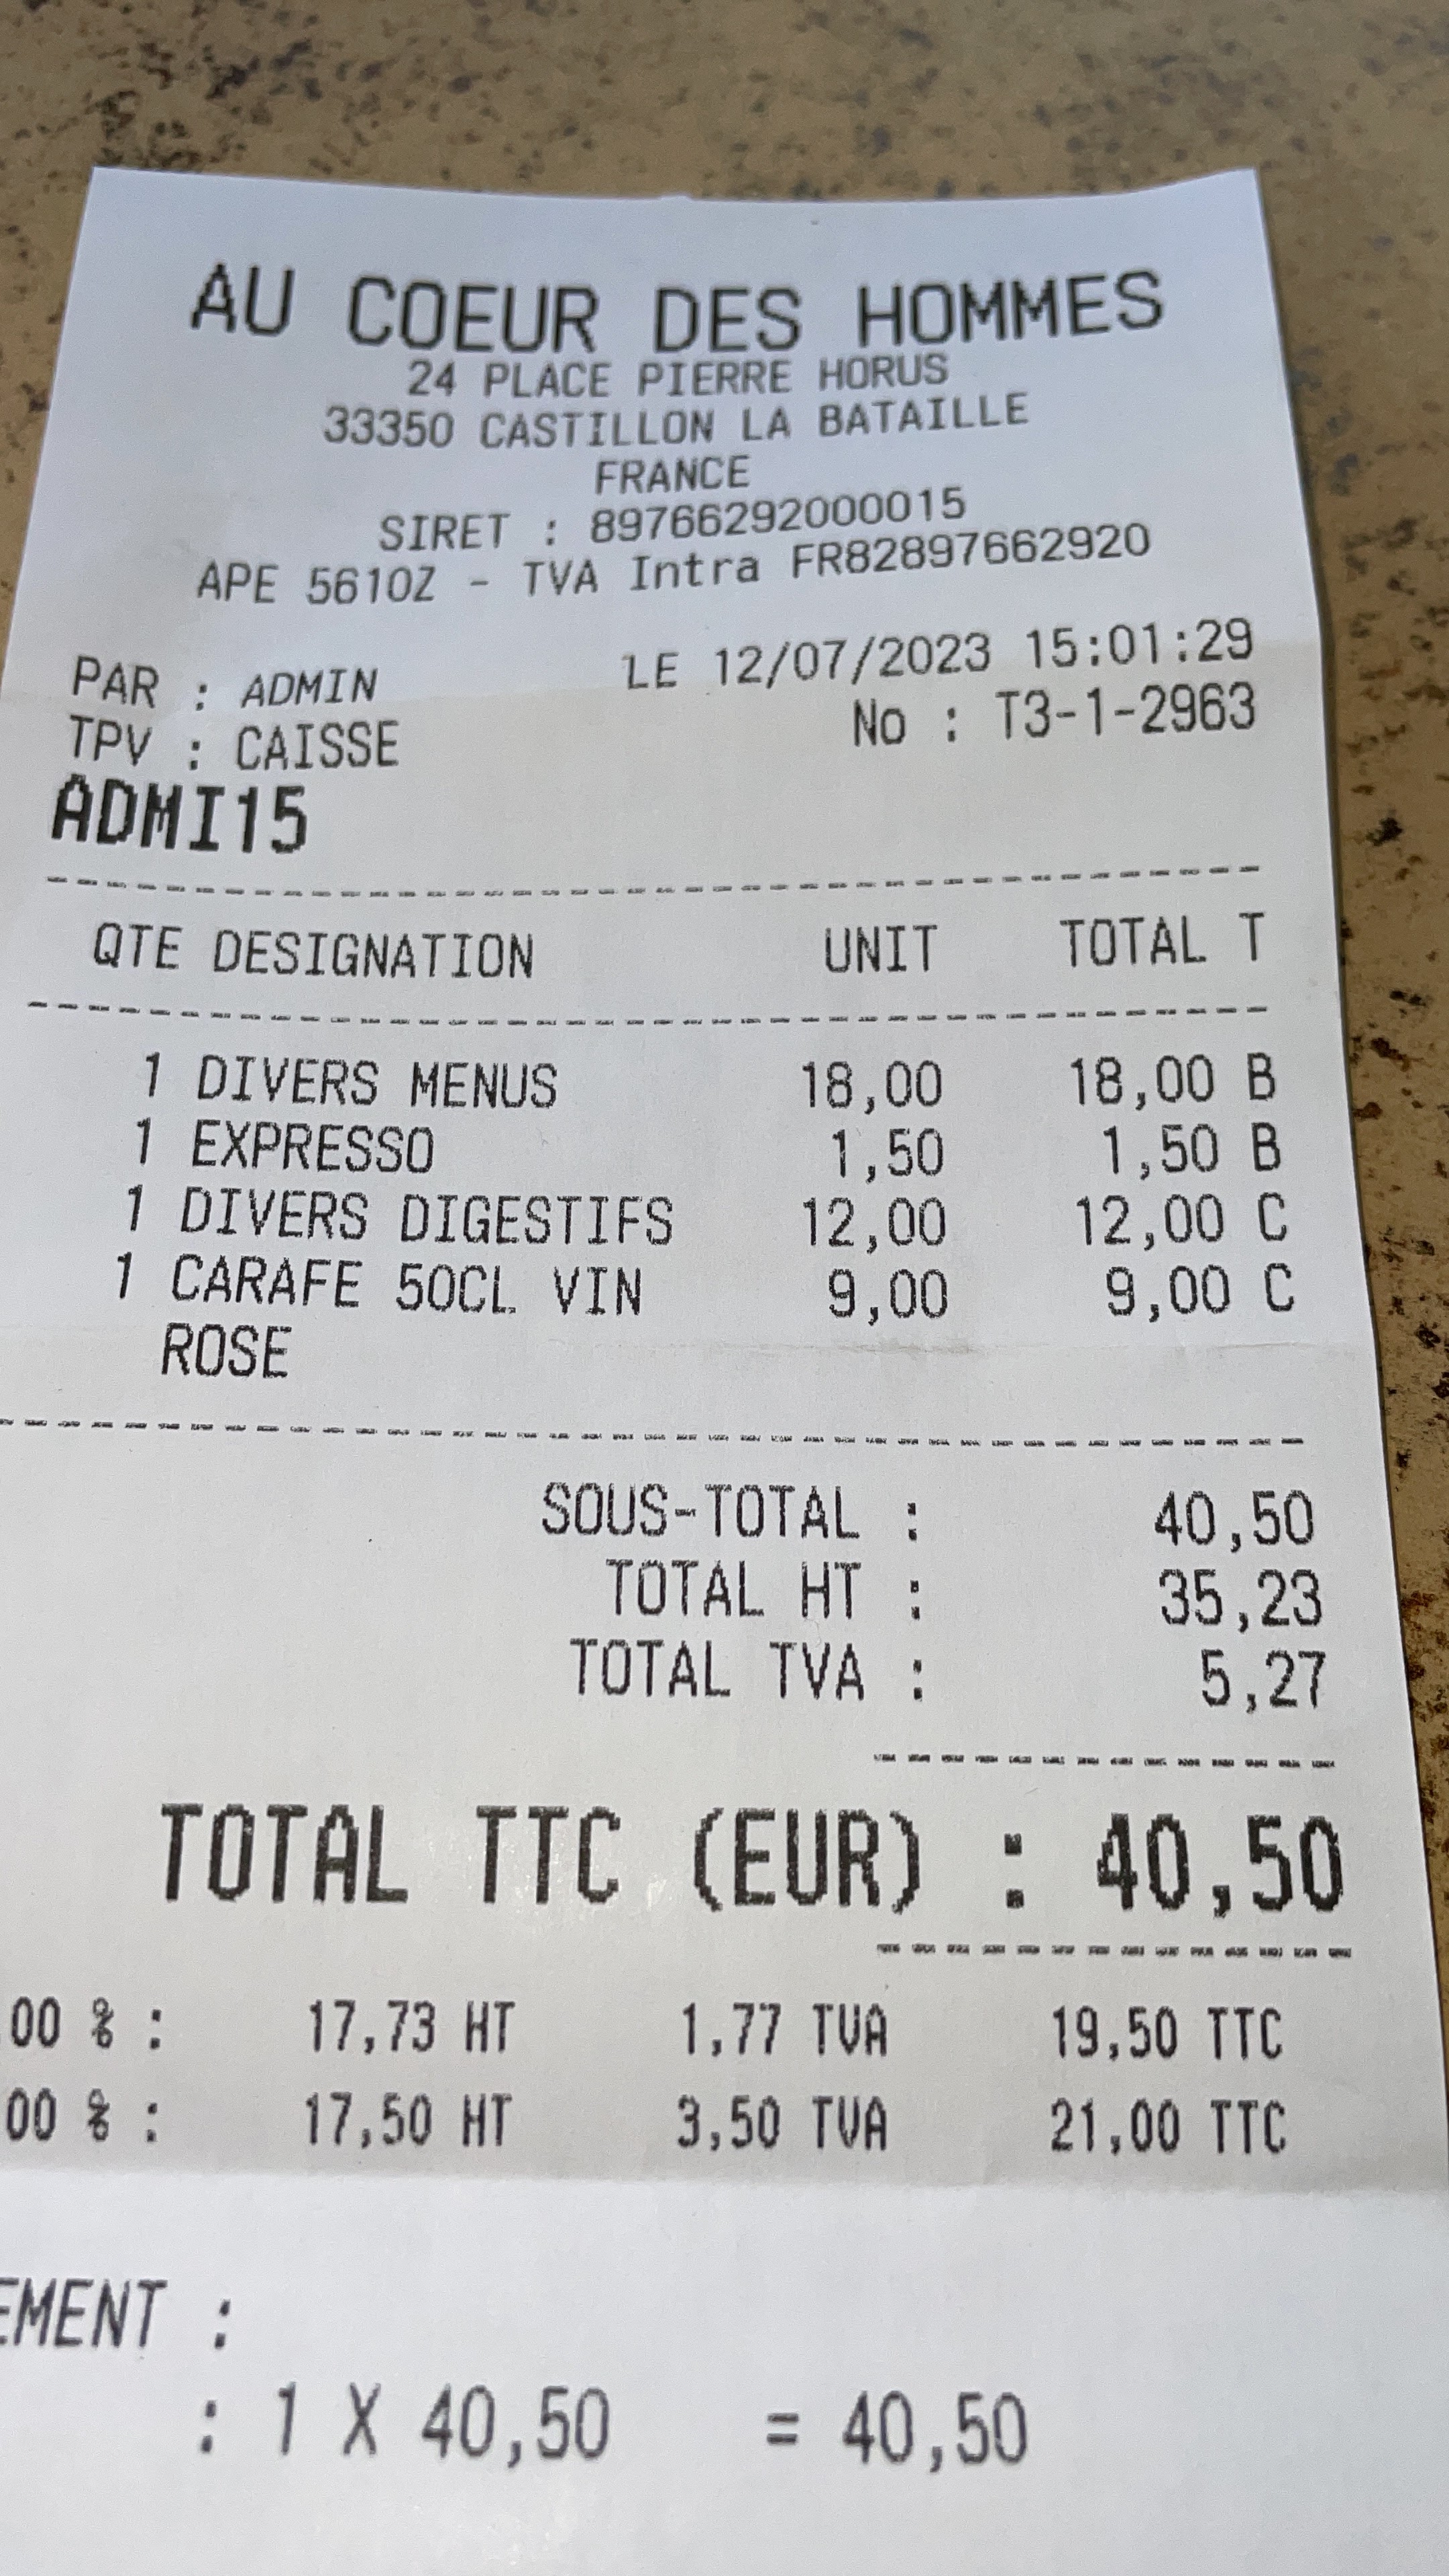 AU COEUR DES HOMMES
24 PLACE PIERRE HORUS
33350 CASTILLON LA BATAILLE
FRANCE
SIRET : 89766292000015
APE 5610Z - TVA Intra FR82897662920
PAR : ADMIN LE 12/07/2023 15:01:29
TPV : CAISSE No : T3-1-2963
ADMI15
QTE DESIGNATION UNIT TOTAL T
1 DIVERS MENUS 18,00 18,00 B
1 EXPRESSO 1,50 1,50 B
1 DIVERS DIGESTIFS 12,00 12,00 C
1 CARAFE 50CL VIN 9,00 9,00 C
ROSE
SOUS-TOTAL : 40,50
TOTAL HT : 35,23
TOTAL TVA : 5,27
TOTAL TTC (EUR) : 40,50
00 % : 17,73 HT 1,77 TVA 19,50 TTC
00 % : 17,50 HT 3,50 TVA 21,00 TTC
EMENT :
: 1 X 40,50 = 40,50